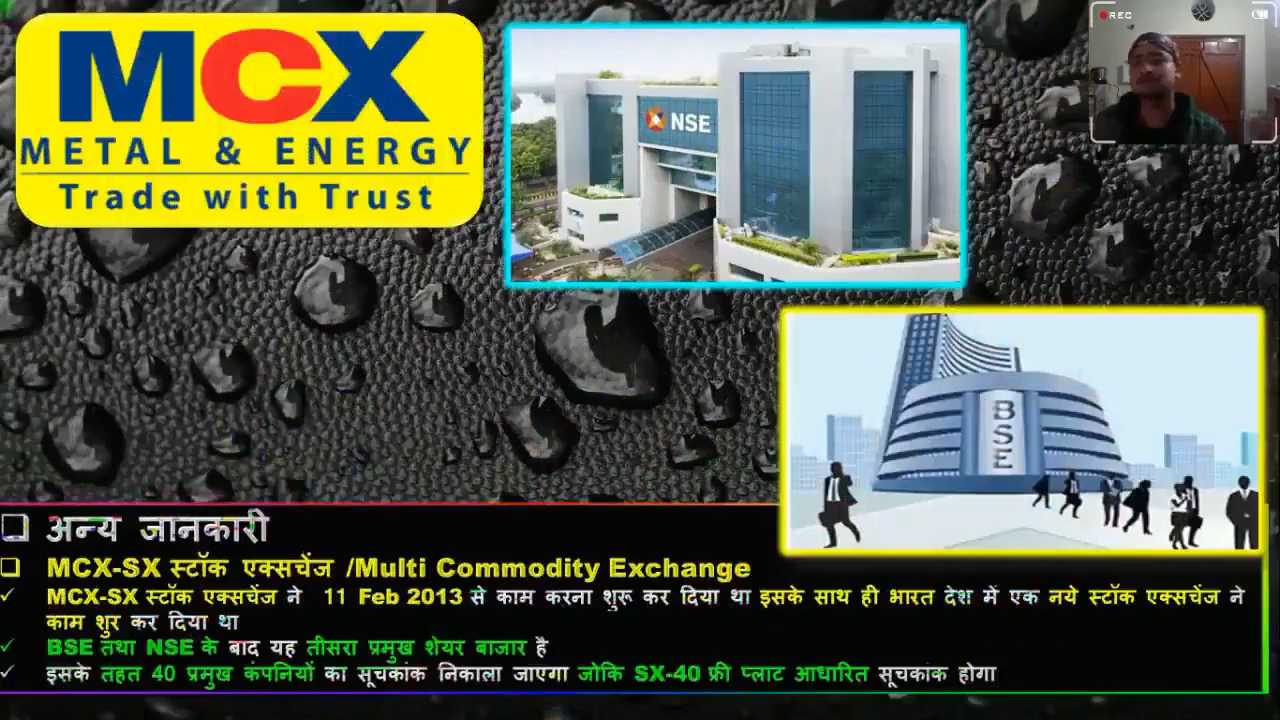 MCX
METAL & ENERGY
Trade with Trust
NSE
REC
BSE
अन्य जानकारी
MCX-SX स्टॉक एक्सचेंज /Multi Commodity Exchange
MCX-SX स्टॉक एक्सचेंज ने 11 Feb 2013 से काम करना शुरू कर दिया था इसके साथ ही भारत देश में एक नये स्टॉक एक्सचेंज ने
काम शुर कर दिया था
BSE तथा NSE के बाद यह तीसरा प्रमुख शेयर बाजार है
इसके तहत 40 प्रमुख कंपनियों का सूचकांक निकाला जाएगा जोकि SX-40 फ्री प्लाट आधारित सूचकांक होगा